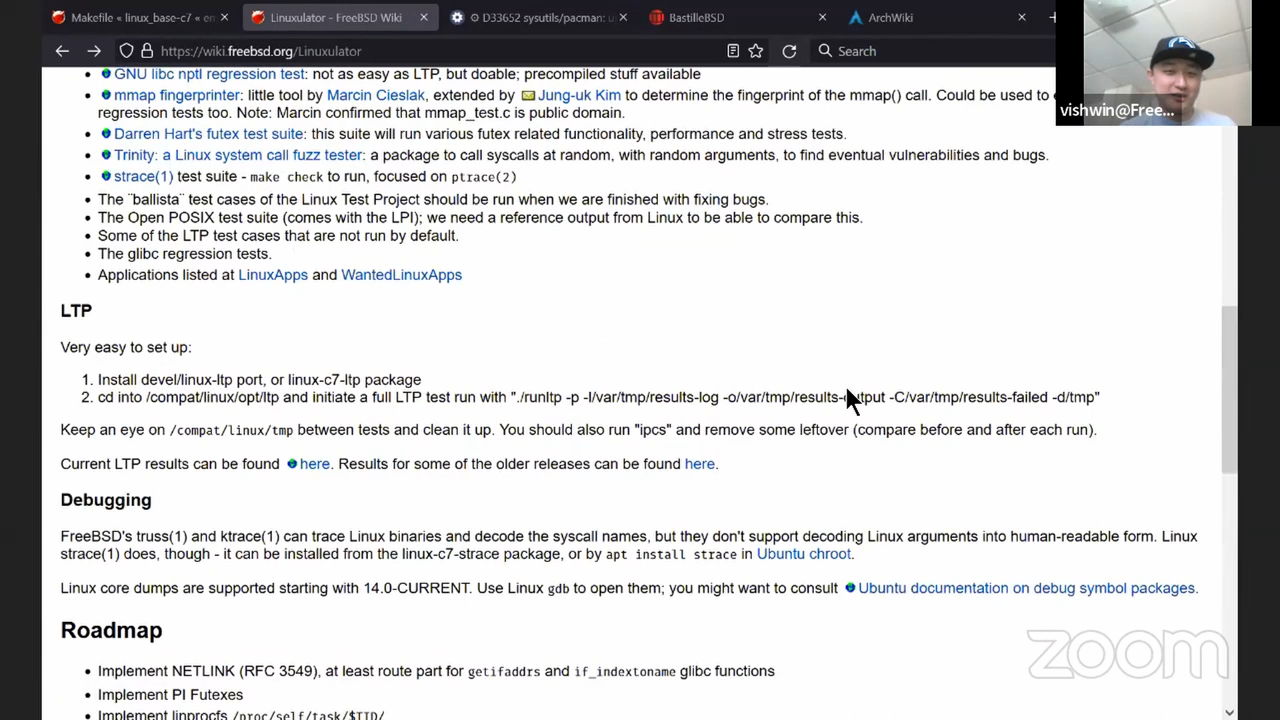 Makefile « linux_base-c7 « en
Linuxulator - FreeBSD Wiki
D33652 sysutils/pacman: u
BastilleBSD
ArchWiki
https://wiki.freebsd.org/Linuxulator
Search
vishwin@Free...
GNU libc nptl regression test: not as easy as LTP, but doable; precompiled stuff available
mmap fingerprinter: little tool by Marcin Cieslak, extended by Jung-uk Kim to determine the fingerprint of the mmap() call. Could be used to
regression tests too. Note: Marcin confirmed that mmap_test.c is public domain.
Darren Hart's futex test suite: this suite will run various futex related functionality, performance and stress tests.
Trinity: a Linux system call fuzz tester: a package to call syscalls at random, with random arguments, to find eventual vulnerabilities and bugs.
strace(1) test suite - make check to run, focused on ptrace(2)
The ¨ballista¨ test cases of the Linux Test Project should be run when we are finished with fixing bugs.
The Open POSIX test suite (comes with the LPI); we need a reference output from Linux to be able to compare this.
Some of the LTP test cases that are not run by default.
The glibc regression tests.
Applications listed at LinuxApps and WantedLinuxApps
LTP
Very easy to set up:
1. Install devel/linux-ltp port, or linux-c7-ltp package
2. cd into /compat/linux/opt/ltp and initiate a full LTP test run with "./runltp -p -l/var/tmp/results-log -o/var/tmp/results-output -C/var/tmp/results-failed -d/tmp"
Keep an eye on /compat/linux/tmp between tests and clean it up. You should also run "ipcs" and remove some leftover (compare before and after each run).
Current LTP results can be found here. Results for some of the older releases can be found here.
Debugging
FreeBSD's truss(1) and ktrace(1) can trace Linux binaries and decode the syscall names, but they don't support decoding Linux arguments into human-readable form. Linux
strace(1) does, though - it can be installed from the linux-c7-strace package, or by apt install strace in Ubuntu chroot.
Linux core dumps are supported starting with 14.0-CURRENT. Use Linux gdb to open them; you might want to consult Ubuntu documentation on debug symbol packages.
Roadmap
Implement NETLINK (RFC 3549), at least route part for getifaddrs and if_indextoname glibc functions
Implement PI Futexes
Implement linprocfs /proc/self/task/$TID/
zoom